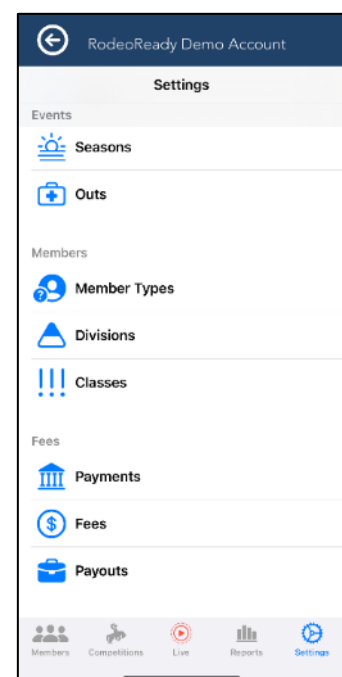 RodeoReady Demo Account
Settings
Events
Seasons
Outs
Members
Member Types
Divisions
Classes
Fees
Payments
Fees
Payouts
Members Competitions Live Reports Settings